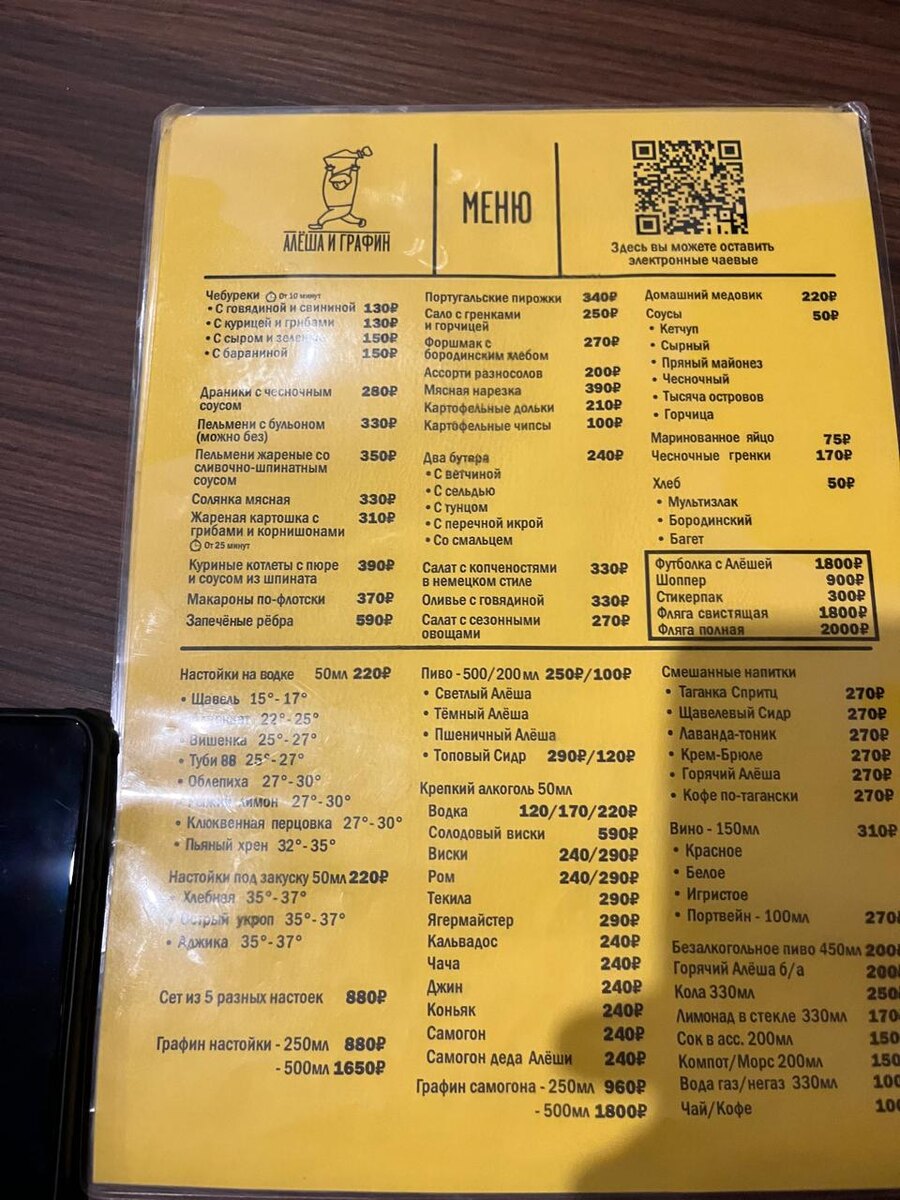 АЛЁША И ГРАФИН
МЕНЮ
Здесь вы можете оставить
электронные чаевые
Чебуреки От 10 минут
• С говядиной и свининой 130₽
• С курицей и грибами 130₽
• С сыром и зеленью 150₽
• С бараниной 150₽
Драники с чесночным 280₽
соусом
Пельмени с бульоном 330₽
(можно без)
Пельмени жареные со 350₽
сливочно-шпинатным
соусом
Солянка мясная 330₽
Жареная картошка с 310₽
грибами и корнишонами
От 25 минут
Куриные котлеты с пюре 390₽
и соусом из шпината
Макароны по-флотски 370₽
Запечёные рёбра 590₽
Португальские пирожки 340₽
Сало с гренками 250₽
и горчицей
Форшмак с 270₽
бородинским хлебом
Ассорти разносолов 200₽
Мясная нарезка 390₽
Картофельные дольки 210₽
Картофельные чипсы 100₽
Два бутера 240₽
• С ветчиной
• С сельдью
• С тунцом
• С перечной икрой
• Со смальцем
Салат с копченостями 330₽
в немецком стиле
Оливье с говядиной 330₽
Салат с сезонными 270₽
овощами
Домашний медовик 220₽
Соусы 50₽
• Кетчуп
• Сырный
• Пряный майонез
• Чесночный
• Тысяча островов
• Горчица
Маринованное яйцо 75₽
Чесночные гренки 170₽
Хлеб 50₽
• Мультизлак
• Бородинский
• Багет
Футболка с Алёшей 1800₽
Шоппер 900₽
Стикерпак 300₽
Фляга свистящая 1800₽
Фляга полная 2000₽
Настойки на водке 50мл 220₽
• Щавель 15°-17°
22°-25°
• Вишенка 25°-27°
• Туби 88 25°-27°
• Облепиха 27°-30°
лимон 27°-30°
• Клюквенная перцовка 27°-30°
• Пьяный хрен 32°-35°
Настойки под закуску 50мл 220₽
• Хлебная 35°-37°
• Острый укроп 35°-37°
• Аджика 35°-37°
Сет из 5 разных настоек 880₽
Графин настойки - 250мл 880₽
- 500мл 1650₽
Пиво - 500/200 мл 250₽/100₽
• Светлый Алёша
• Тёмный Алёша
• Пшеничный Алёша
• Топовый Сидр 290₽/120₽
Крепкий алкоголь 50мл
Водка 120/170/220₽
Солодовый виски 590₽
Виски 240/290₽
Ром 240/290₽
Текила 290₽
Ягермайстер 290₽
Кальвадос 240₽
Чача 240₽
Джин 240₽
Коньяк 240₽
Самогон 240₽
Самогон деда Алёши 240₽
Графин самогона - 250мл 960₽
- 500мл 1800₽
Смешанные напитки
• Таганка Спритц 270₽
• Щавелевый Сидр 270₽
• Лаванда-тоник 270₽
• Крем-Брюле 270₽
• Горячий Алёша 270₽
• Кофе по-тагански 270₽
Вино - 150мл 310₽
• Красное
• Белое
• Игристое
• Портвейн - 100мл 270₽
Безалкогольное пиво 450мл 200₽
Горячий Алёша б/а 200
Кола 330мл 250
Лимонад в стекле 330мл 170
Сок в асс. 200мл 150
Компот/Морс 200мл 150
Вода газ/негаз 330мл 100
Чай/Кофе 100